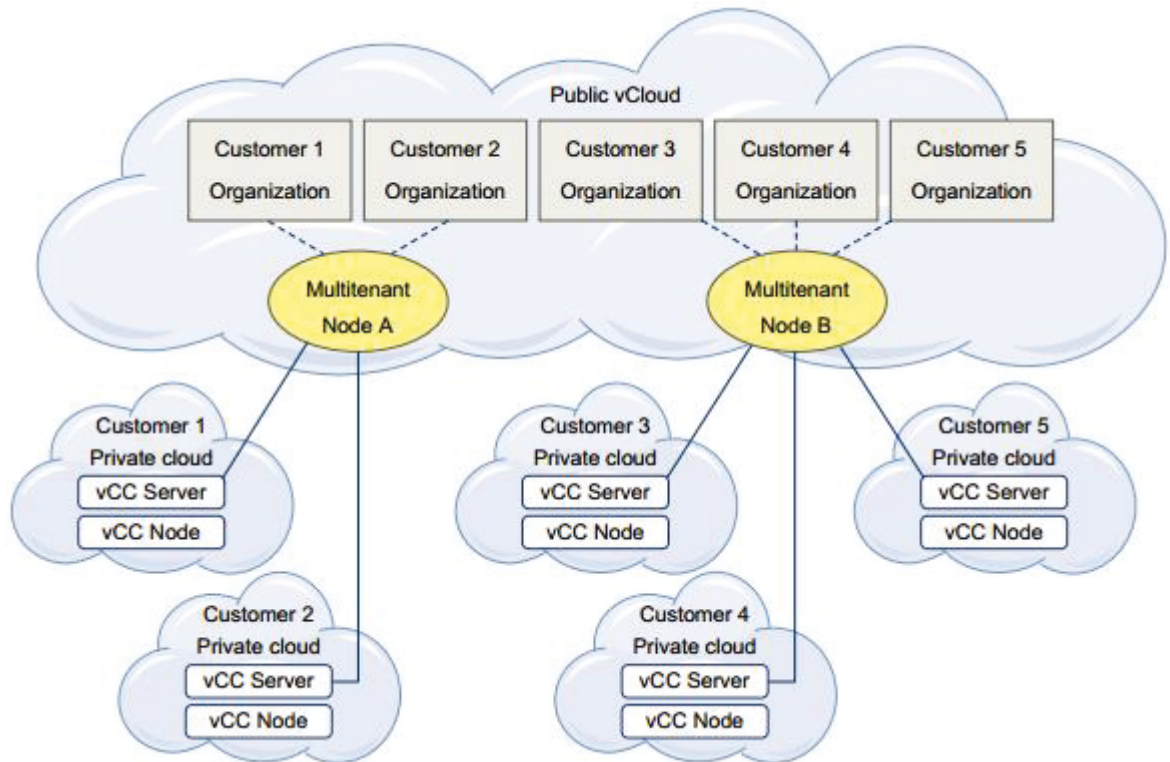 Public vCloud
Customer 1
Organization
Customer 2
Organization
Customer 3
Organization
Customer 4
Organization
Customer 5
Organization
Multitenant
Node A
Multitenant
Node B
Customer 1
Private cloud
vCC Server
vCC Node
Customer 3
Private cloud
vCC Server
vCC Node
Customer 5
Private cloud
vCC Server
vCC Node
Customer 2
Private cloud
vCC Server
vCC Node
Customer 4
Private cloud
vCC Server
vCC Node